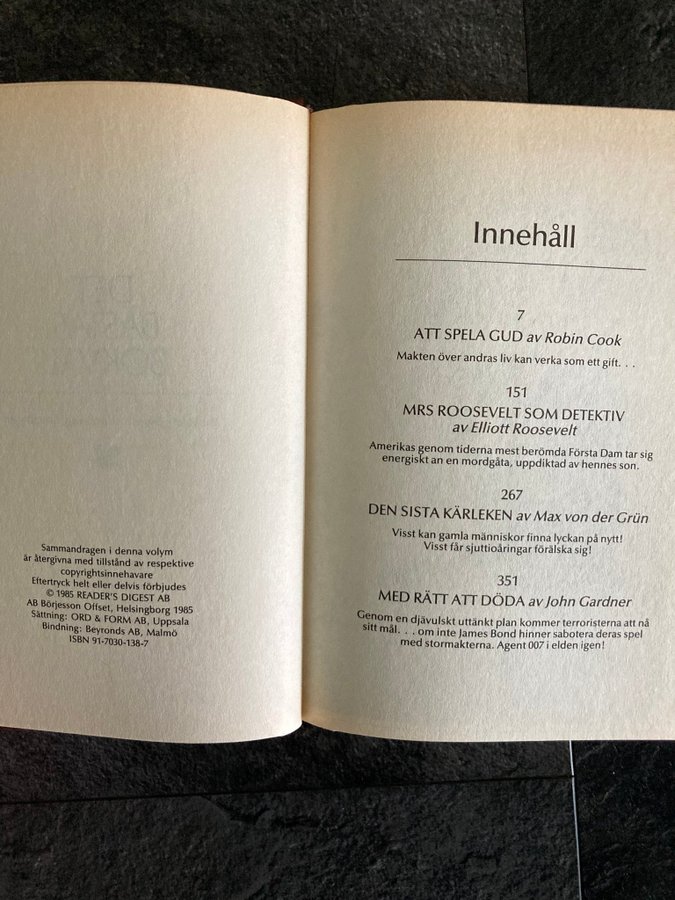 Sammandragen i denna volym
är återgivna med tillstånd av respektive
copyrightsinnehavare
Eftertryck helt eller delvis förbjudes
© 1985 READER'S DIGEST AB
AB Börjesson Offset, Helsingborg 1985
Sättning: ORD & FORM AB, Uppsala
Bindning: Beyronds AB, Malmö
ISBN 91-7030-138-7
Innehåll
7
ATT SPELA GUD av Robin Cook
Makten över andras liv kan verka som ett gift. . .
151
MRS ROOSEVELT SOM DETEKTIV
av Elliott Roosevelt
Amerikas genom tiderna mest berömda Första Dam tar sig
energiskt an en mordgåta, uppdiktad av hennes son.
267
DEN SISTA KÄRLEKEN av Max von der Grün
Visst kan gamla människor finna lyckan på nytt!
Visst får sjuttioåringar förälska sig!
351
MED RÄTT ATT DÖDA av John Gardner
Genom en djävulskt uttänkt plan kommer terroristerna att nå
sitt mål. . . om inte James Bond hinner sabotera deras spel
med stormakterna. Agent 007 i elden igen!